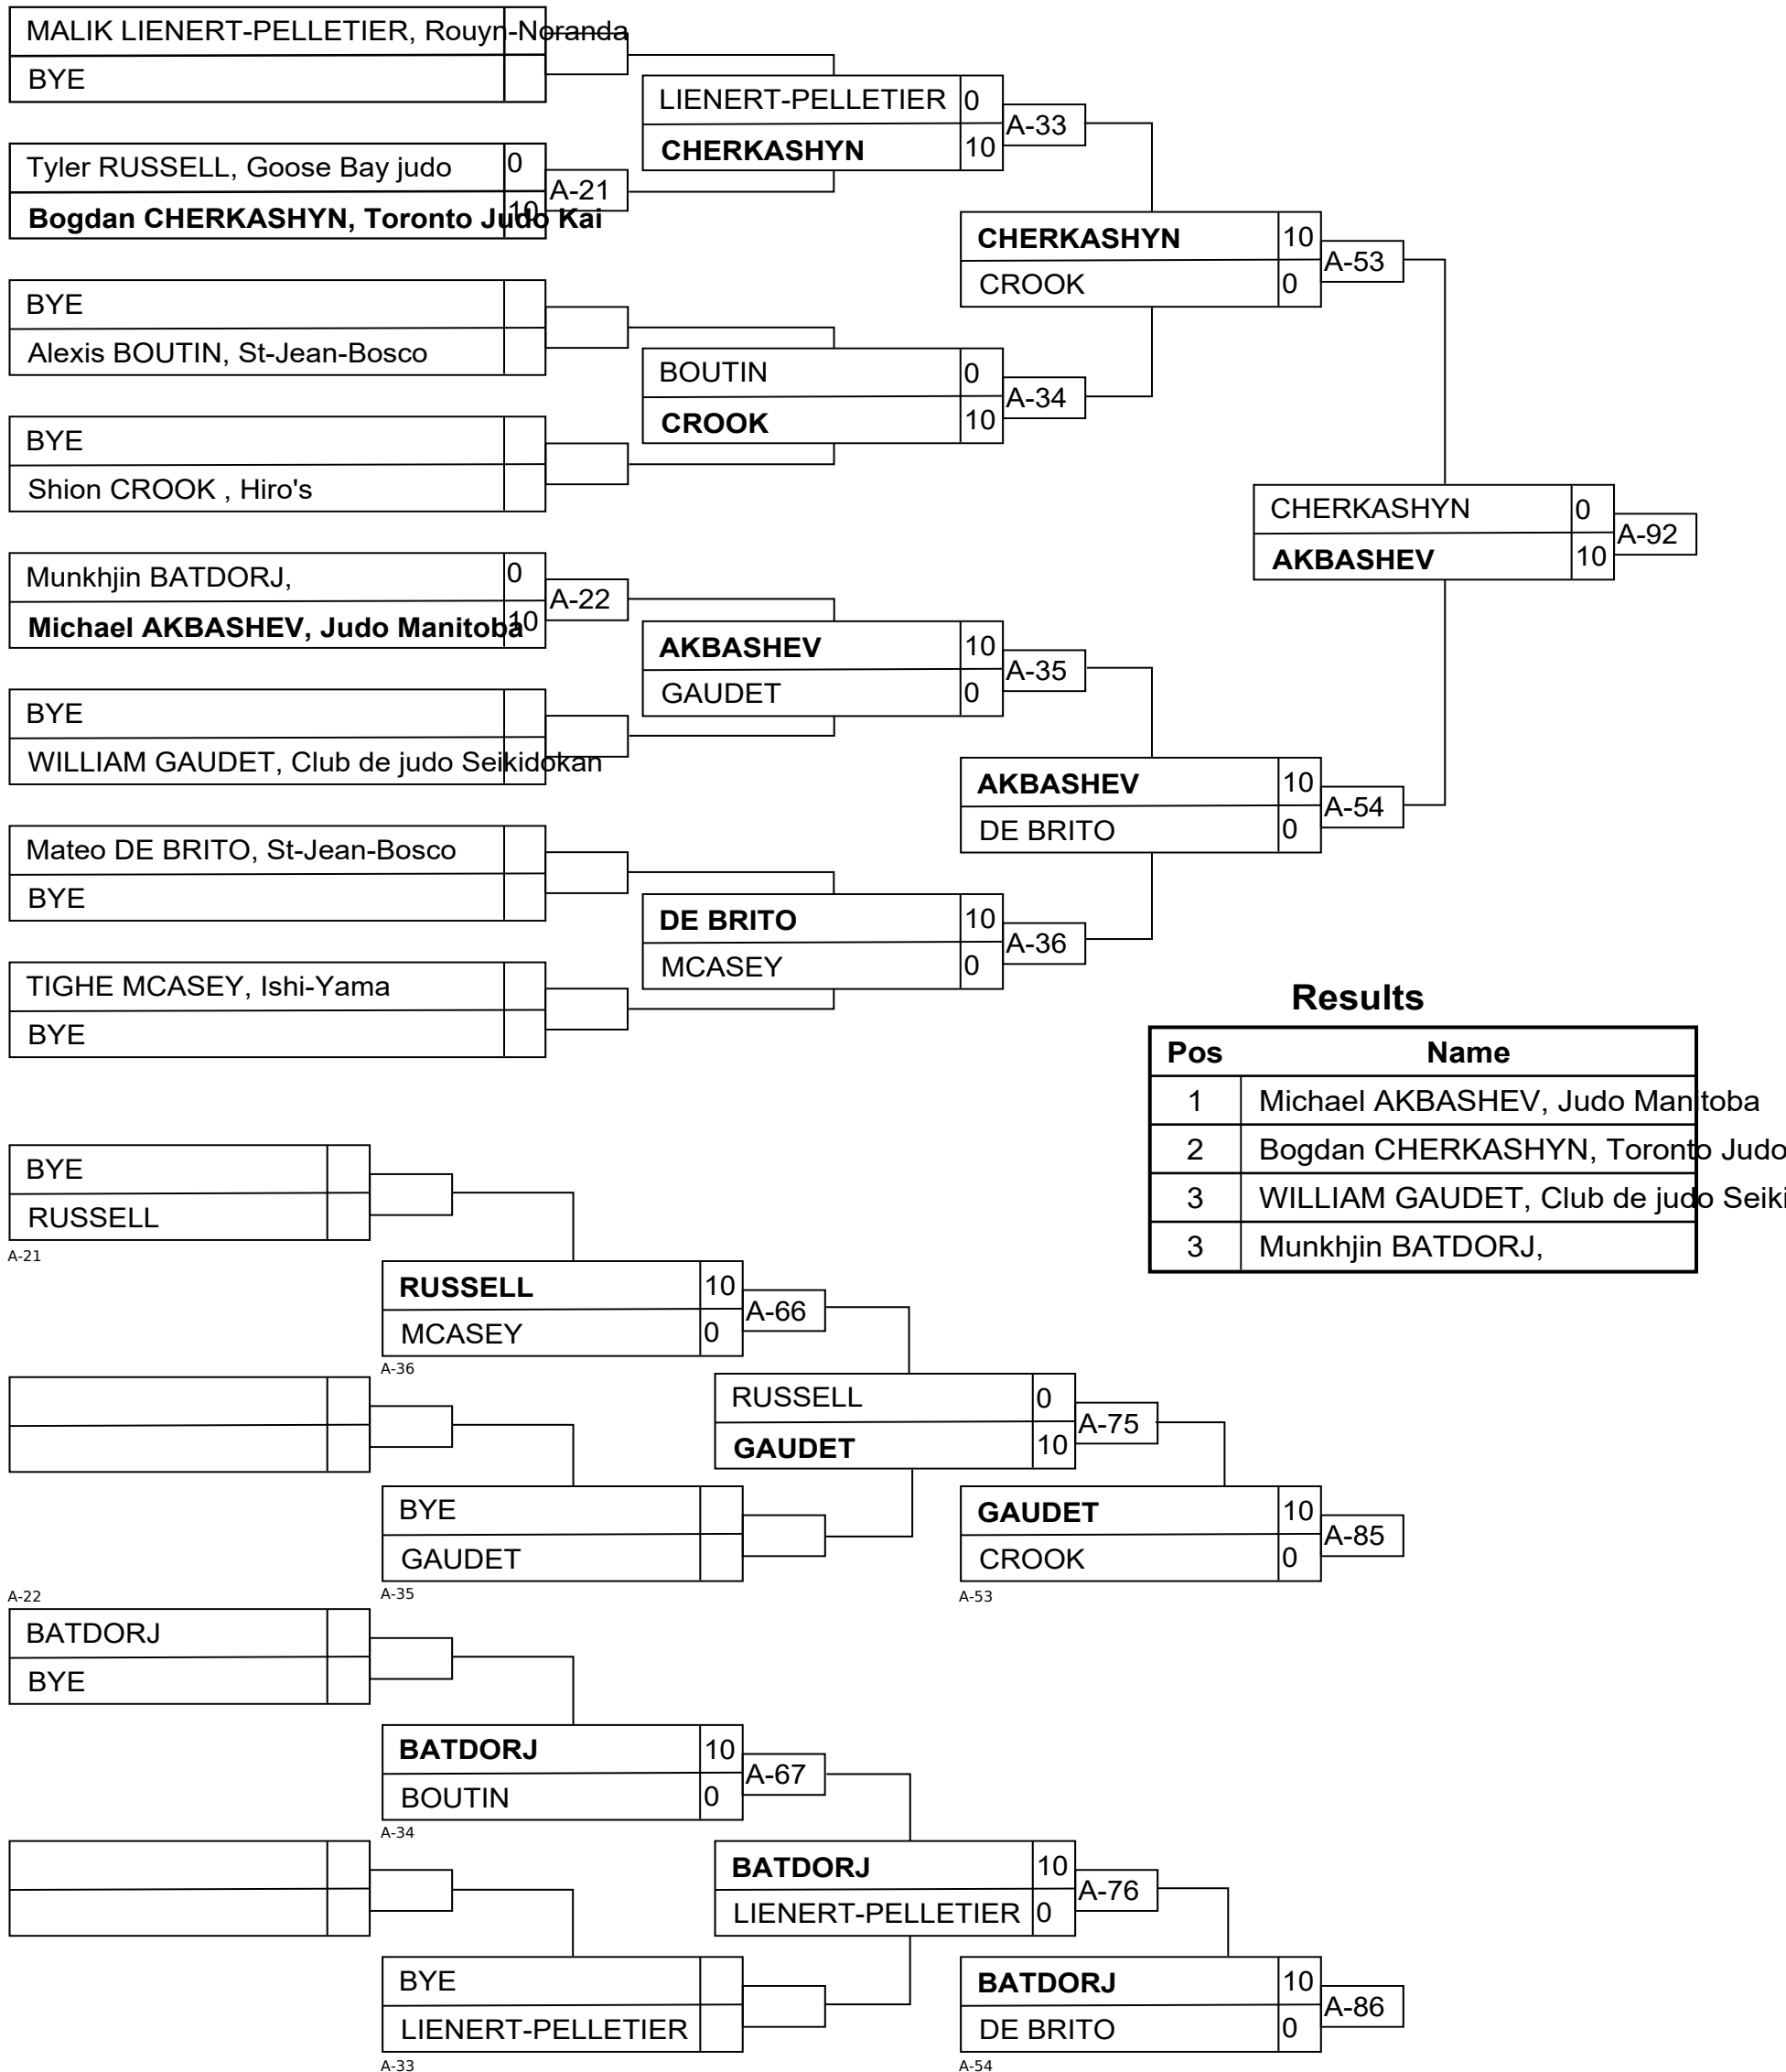 MALIK LIENERT-PELLETIER, Rouyn-Noranda
BYE
Tyler RUSSELL, Goose Bay judo 0
Bogdan CHERKASHYN, Toronto Judo Kai 10
A-21
BYE
Alexis BOUTIN, St-Jean-Bosco
BYE
Shion CROOK , Hiro's
Munkhjin BATDORJ, 0
Michael AKBASHEV, Judo Manitoba 10
A-22
BYE
WILLIAM GAUDET, Club de judo Seikidokan
Mateo DE BRITO, St-Jean-Bosco
BYE
TIGHE MCASEY, Ishi-Yama
BYE
LIENERT-PELLETIER 0
CHERKASHYN 10
A-33
BOUTIN 0
CROOK 10
A-34
AKBASHEV 10
GAUDET 0
A-35
DE BRITO 10
MCASEY 0
A-36
CHERKASHYN 10
CROOK 0
A-53
AKBASHEV 10
DE BRITO 0
A-54
CHERKASHYN 0
AKBASHEV 10
A-92
Results
Pos Name
1 Michael AKBASHEV, Judo Manitoba
2 Bogdan CHERKASHYN, Toronto Judo
3 WILLIAM GAUDET, Club de judo Seiki
3 Munkhjin BATDORJ,
BYE
RUSSELL
A-21
RUSSELL 10
MCASEY 0
A-66
A-36
BYE
GAUDET
A-35
RUSSELL 0
GAUDET 10
A-75
GAUDET 10
CROOK 0
A-85
A-53
A-22
BATDORJ
BYE
BATDORJ 10
BOUTIN 0
A-67
A-34
BYE
LIENERT-PELLETIER
A-33
BATDORJ 10
LIENERT-PELLETIER 0
A-76
BATDORJ 10
DE BRITO 0
A-86
A-54